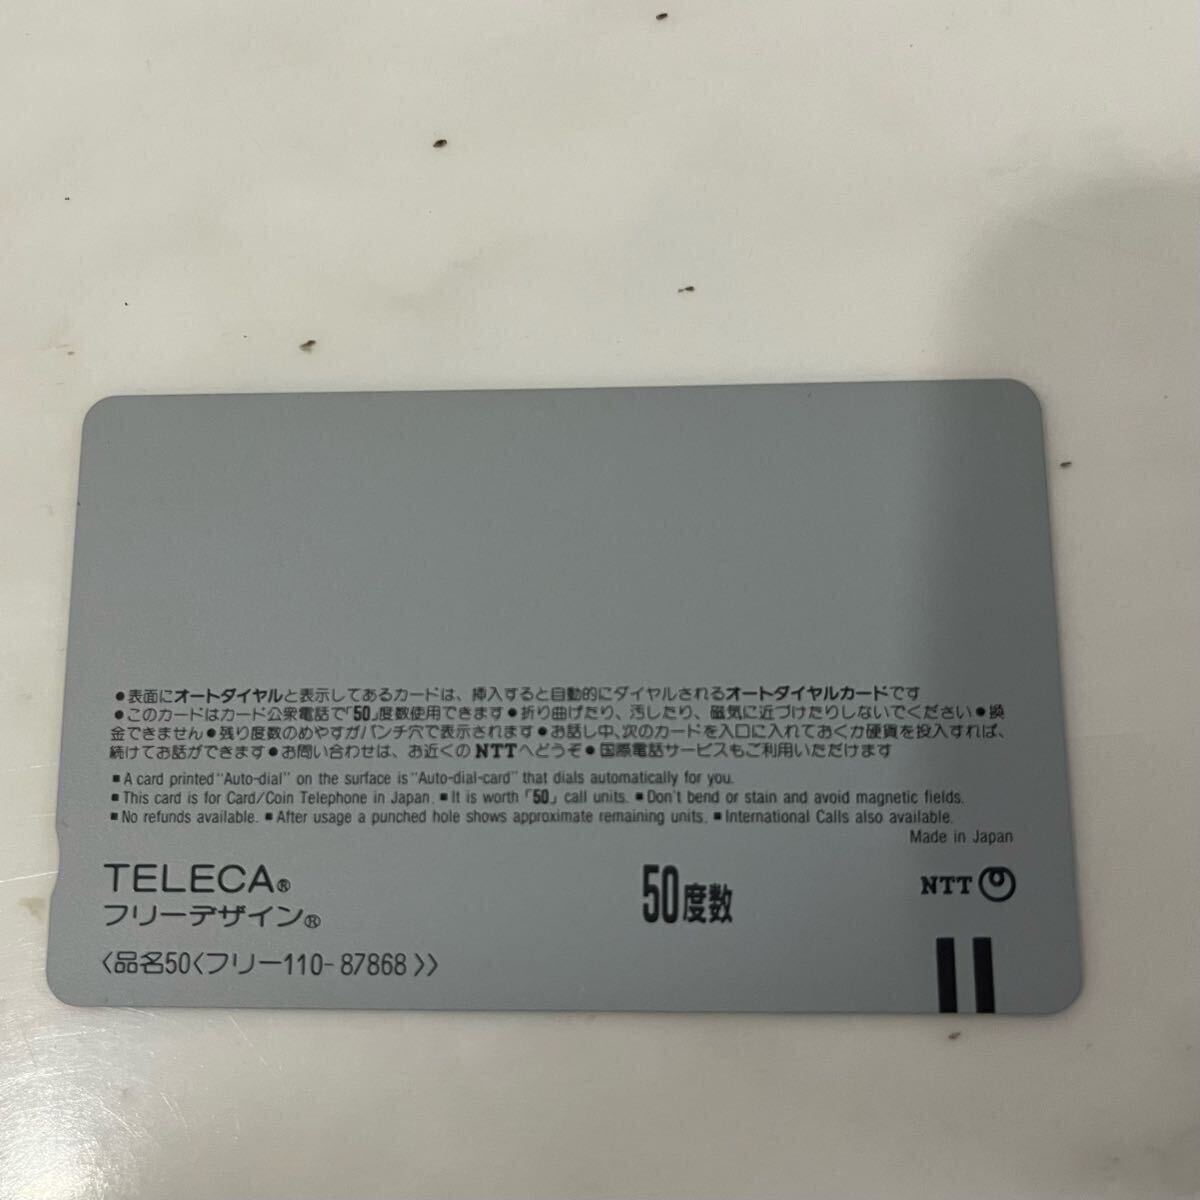 ●表面にオートダイヤルと表示してあるカードは、挿入すると自動的にダイヤルされるオートダイヤルカードです
●このカードはカード公衆電話で「50」度数使用できます●折り曲げたり、汚したり、磁気に近づけたりしないでください●換
金できません●残り度数のめやすがパンチ穴で表示されます●お話し中、次のカードを入口に入れておくか硬貨を投入すれば、
続けてお話ができます●お問い合わせは、お近くのNTTへどうぞ●国際電話サービスもご利用いただけます
■A card printed "Auto-dial" on the surface is "Auto-dial-card" that dials automatically for you.
■This card is for Card/Coin Telephone in Japan. ■It is worth「50」call units. ■Don't bend or stain and avoid magnetic fields.
■No refunds available. ■After usage a punched hole shows approximate remaining units. ■International Calls also available.
Made in Japan
TELECA®
フリーデザイン®
50度数
NTT
〈品名50〈フリー110-87868〉〉